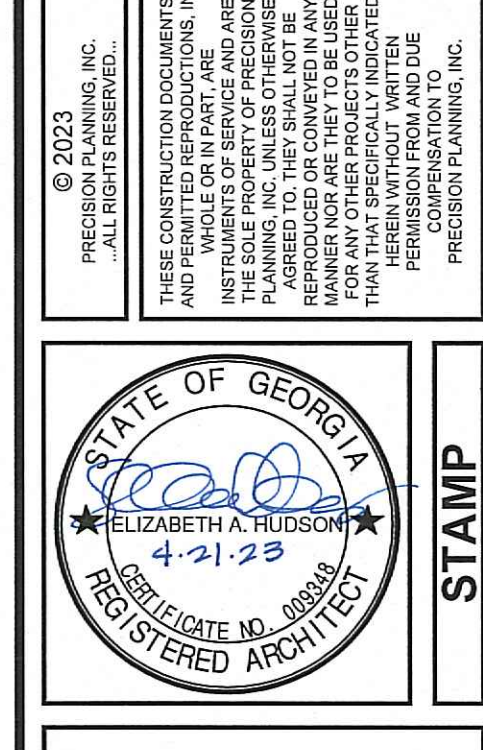 © 2023
PRECISION PLANNING, INC.
...ALL RIGHTS RESERVED...
THESE CONSTRUCTION DOCUMENTS
AND PERMITTED REPRODUCTIONS, IN
WHOLE OR IN PART, ARE
INSTRUMENTS OF SERVICE AND ARE
THE SOLE PROPERTY OF PRECISION
PLANNING, INC. UNLESS OTHERWISE
AGREED TO. THEY SHALL NOT BE
REPRODUCED OR CONVEYED IN ANY
MANNER NOR ARE THEY TO BE USED
FOR ANY OTHER PROJECTS OTHER
THAN THAT SPECIFICALLY INDICATED
HEREIN WITHOUT WRITTEN
PERMISSION FROM AND DUE
COMPENSATION TO
PRECISION PLANNING, INC.
STATE OF GEORGIA
ELIZABETH A. HUDSON
4.21.23
CERTIFICATE NO. 009348
REGISTERED ARCHITECT
STAMP